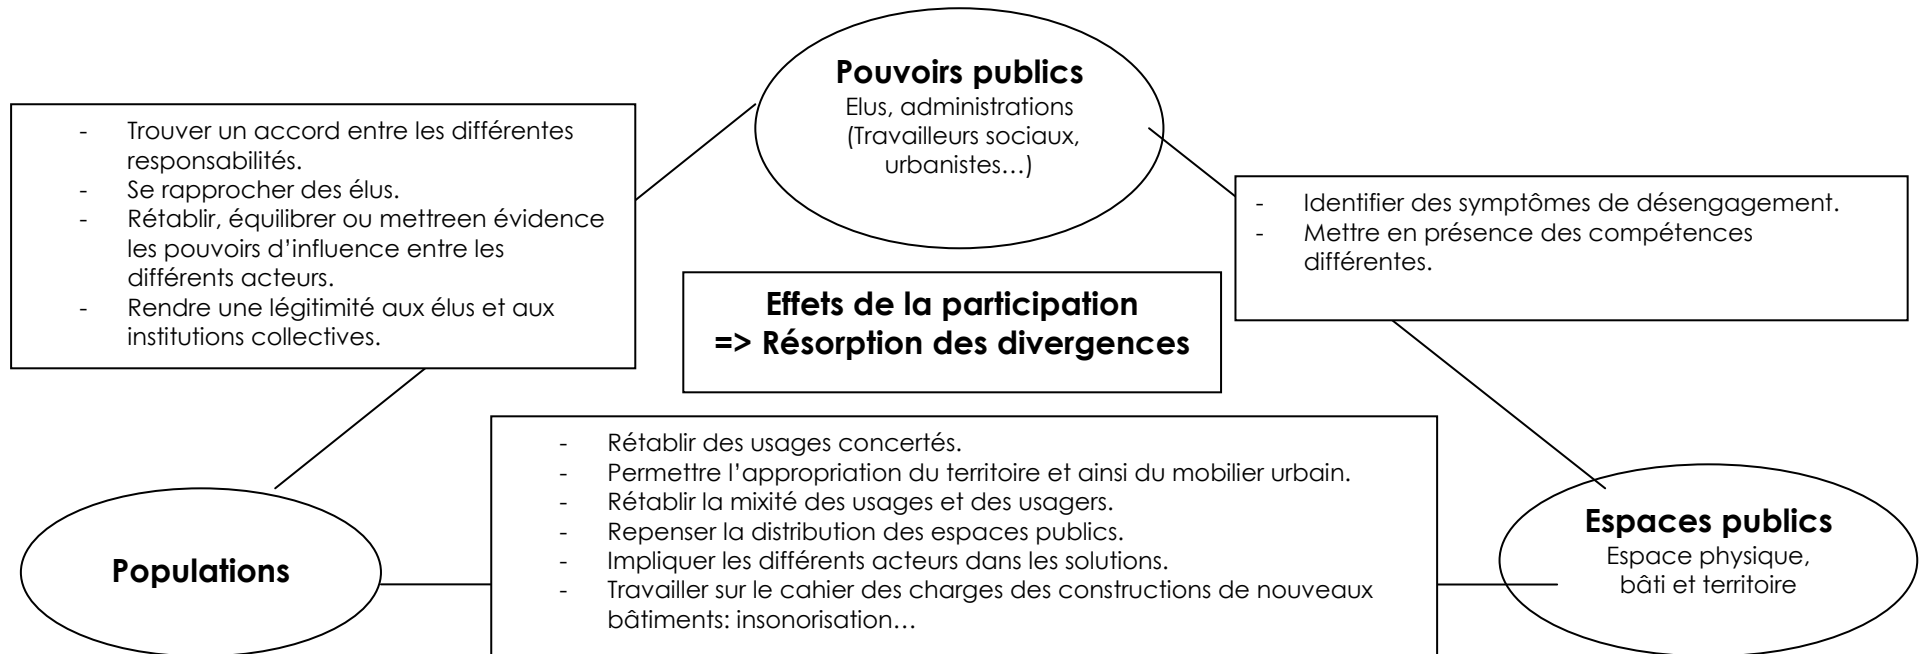 Pouvoirs publics
Elus, administrations
(Travailleurs sociaux,
urbanistes…)
- Trouver un accord entre les différentes
responsabilités.
- Se rapprocher des élus.
- Rétablir, équilibrer ou mettreen évidence
les pouvoirs d’influence entre les
différents acteurs.
- Rendre une légitimité aux élus et aux
institutions collectives.
- Identifier des symptômes de désengagement.
- Mettre en présence des compétences
différentes.
Effets de la participation
=> Résorption des divergences
- Rétablir des usages concertés.
- Permettre l’appropriation du territoire et ainsi du mobilier urbain.
- Rétablir la mixité des usages et des usagers.
- Repenser la distribution des espaces publics.
- Impliquer les différents acteurs dans les solutions.
- Travailler sur le cahier des charges des constructions de nouveaux
bâtiments: insonorisation…
Populations
Espaces publics
Espace physique,
bâti et territoire